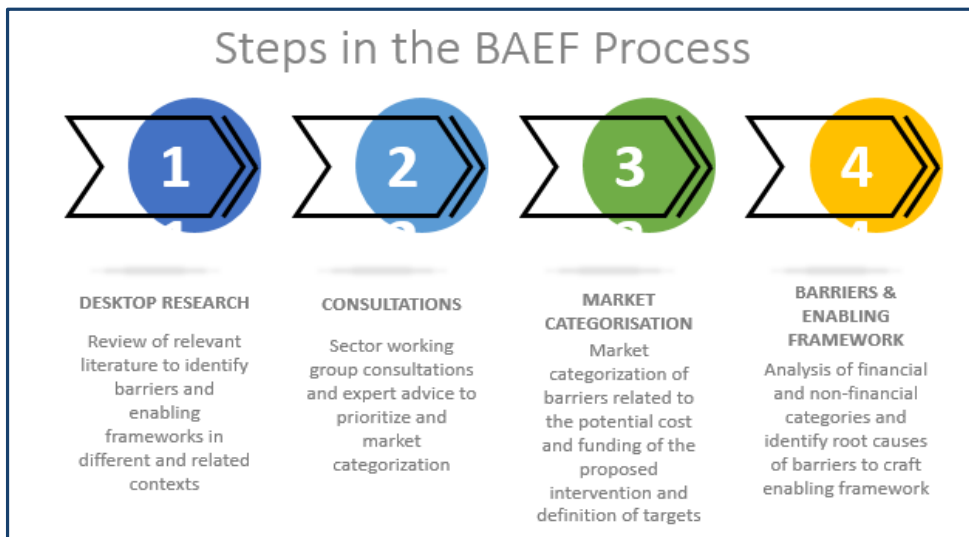 Steps in the BAEF Process
1
2
3
4
DESKTOP RESEARCH
Review of relevant
literature to identify
barriers and
enabling
frameworks in
different and related
contexts
CONSULTATIONS
Sector working
group consultations
and expert advice to
prioritize and
market
categorization
MARKET
CATEGORISATION
Market
categorization of
barriers related to
the potential cost
and funding of the
proposed
intervention and
definition of targets
BARRIERS &
ENABLING
FRAMEWORK
Analysis of financial
and non-financial
categories and
identify root causes
of barriers to craft
enabling framework